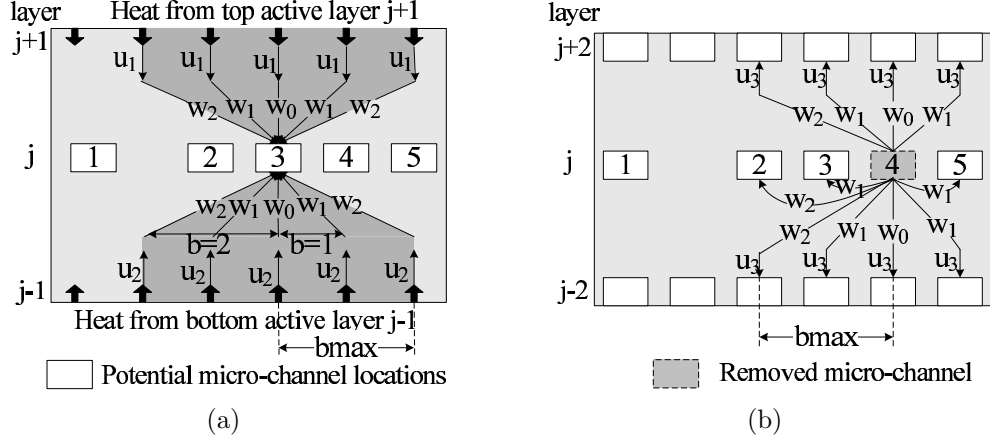 layer
j+1
Heat from top active layer j+1
u1 u1 u1 u1 u1
w2 w1 w0 w1 w2
j
1 2 3 4 5
w2 w1 w0 w1 w2
b=2 b=1
u2 u2 u2 u2 u2
j-1
Heat from bottom active layer j-1
bmax
Potential micro-channel locations
(a)
layer
j+2
u3 u3 u3 u3
w2 w1 w0 w1
j
1 2 3 4 5
w2 w1 w1
w2 w1 w0 w1
u3 u3 u3 u3
j-2
bmax
Removed micro-channel
(b)